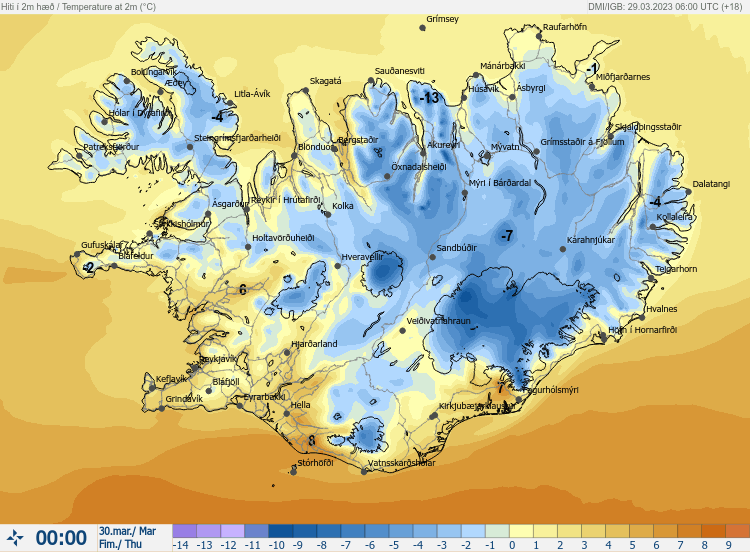 Hiti í 2m hæð / Temperature at 2m (°C) DMI/IGB: 29.03.2023 06:00 UTC (+18)
Grímsey
Raufarhöfn
Bolungarvík
Æðey
Sauðanesviti
Mánárbakki
-1
Miðfjarðarnes
Skagatá
Litla-Ávík
Húsavík
Ásbyrgi
-13
Hólar í Dýrafirði
-4
Skjaldþingsstaðir
Steingrímsfjarðarheiði
Patreksfjörður
Blönduós
Bergstaðir
Akureyri
Mývatn
Grímsstaðir á Fjöllum
Öxnadalsheiði
Mýri í Bárðardal
Dalatangi
Ásgarður
Reykir í Hrútafirði
Kolka
-4
Kollaleira
Stykkishólmur
Holtavörðuheiði
-7
Kárahnjúkar
Gufuskálar
Sandbúðir
Bláfeldur
-2
Hveravellir
Teigarhorn
6
Hvalnes
Veiðivatnahraun
Höfn í Hornarfirði
Hjarðarland
Reykjavík
Keflavík
Bláfjöll
7
Fagurhólsmýri
Grindavík
Eyrarbakki
Hella
Kirkjubæjarklaustur
8
Stórhöfði
Vatnsskarðshólar
00:00 30.mar./ Mar
Fim./ Thu
-14 -13 -12 -11 -10 -9 -8 -7 -6 -5 -4 -3 -2 -1 0 1 2 3 4 5 6 7 8 9